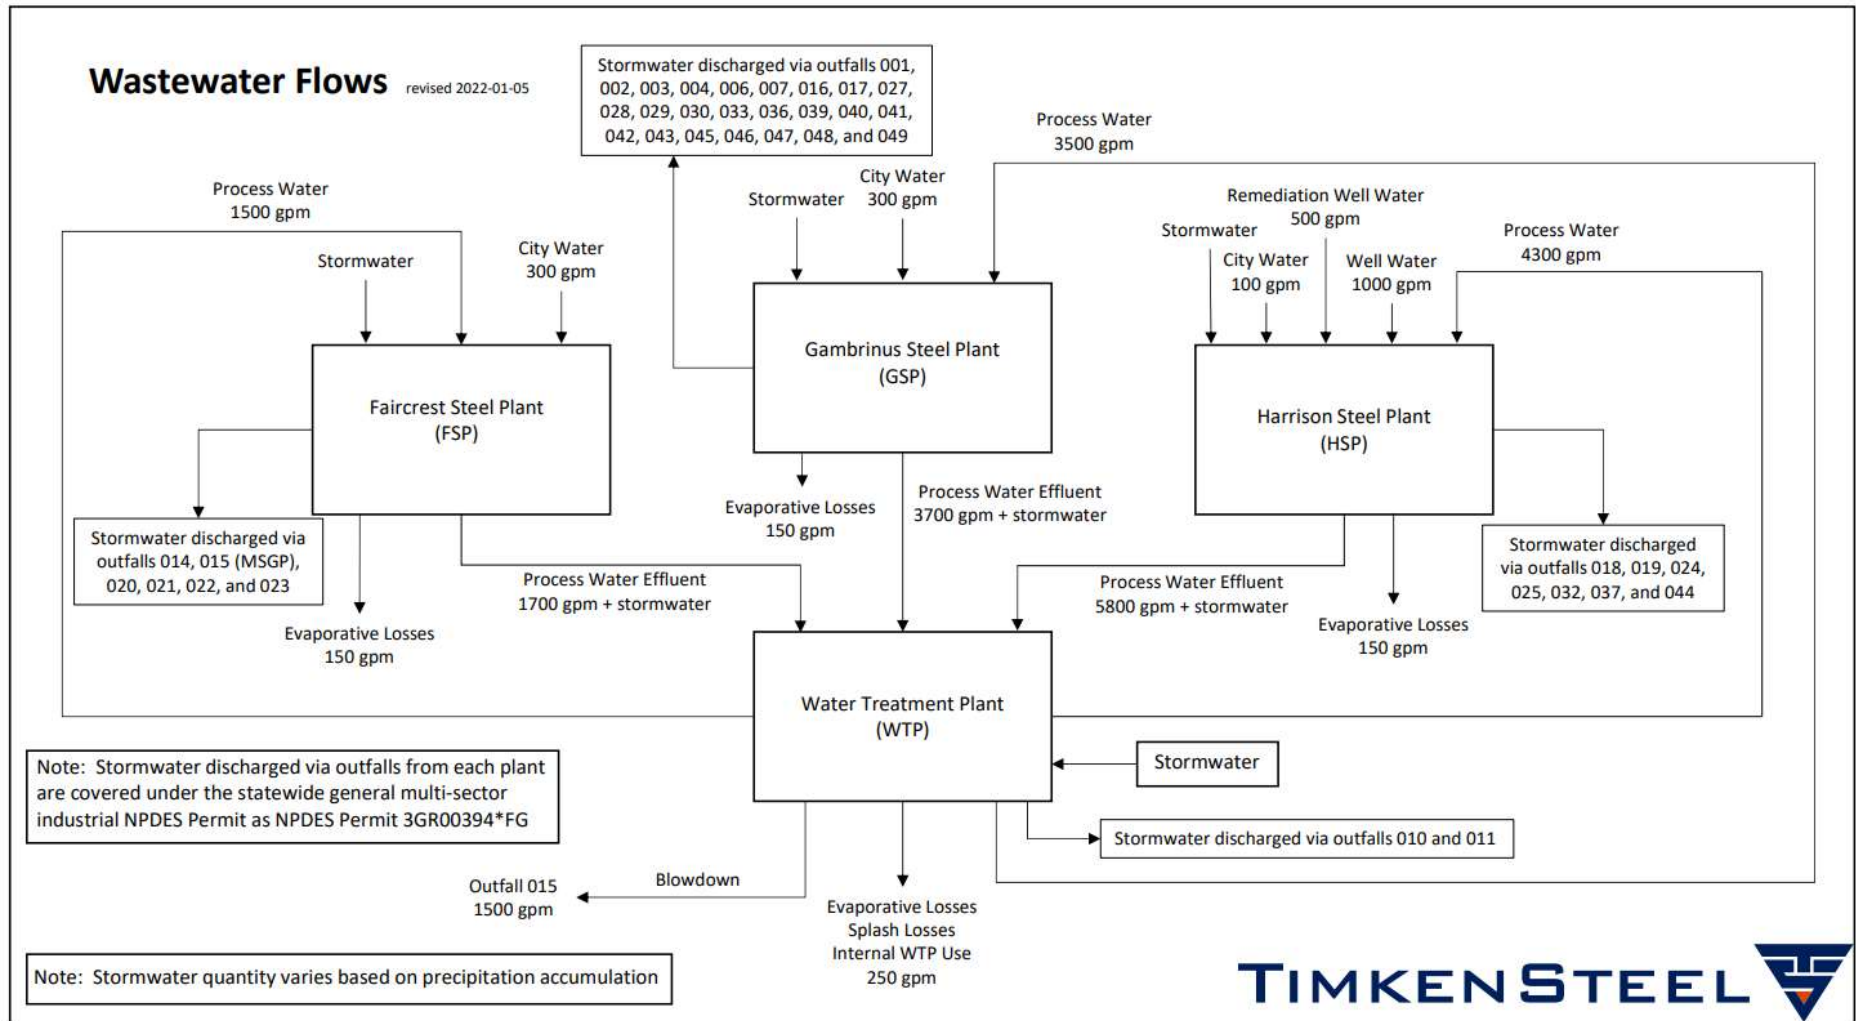 Wastewater Flows revised 2022-01-05
Stormwater discharged via outfalls 001,
002, 003, 004, 006, 007, 016, 017, 027,
028, 029, 030, 033, 036, 039, 040, 041,
042, 043, 045, 046, 047, 048, and 049
Process Water
3500 gpm
Process Water
1500 gpm
Stormwater
City Water
300 gpm
Stormwater
City Water
300 gpm
Remediation Well Water
500 gpm
Stormwater
City Water
100 gpm
Well Water
1000 gpm
Process Water
4300 gpm
Faircrest Steel Plant
(FSP)
Gambrinus Steel Plant
(GSP)
Harrison Steel Plant
(HSP)
Stormwater discharged via
outfalls 014, 015 (MSGP),
020, 021, 022, and 023
Evaporative Losses
150 gpm
Process Water Effluent
1700 gpm + stormwater
Evaporative Losses
150 gpm
Process Water Effluent
3700 gpm + stormwater
Process Water Effluent
5800 gpm + stormwater
Evaporative Losses
150 gpm
Stormwater discharged
via outfalls 018, 019, 024,
025, 032, 037, and 044
Water Treatment Plant
(WTP)
Stormwater
Stormwater discharged via outfalls 010 and 011
Note: Stormwater discharged via outfalls from each plant
are covered under the statewide general multi-sector
industrial NPDES Permit as NPDES Permit 3GR00394*FG
Blowdown
Outfall 015
1500 gpm
Evaporative Losses
Splash Losses
Internal WTP Use
250 gpm
Note: Stormwater quantity varies based on precipitation accumulation
TIMKENSTEEL